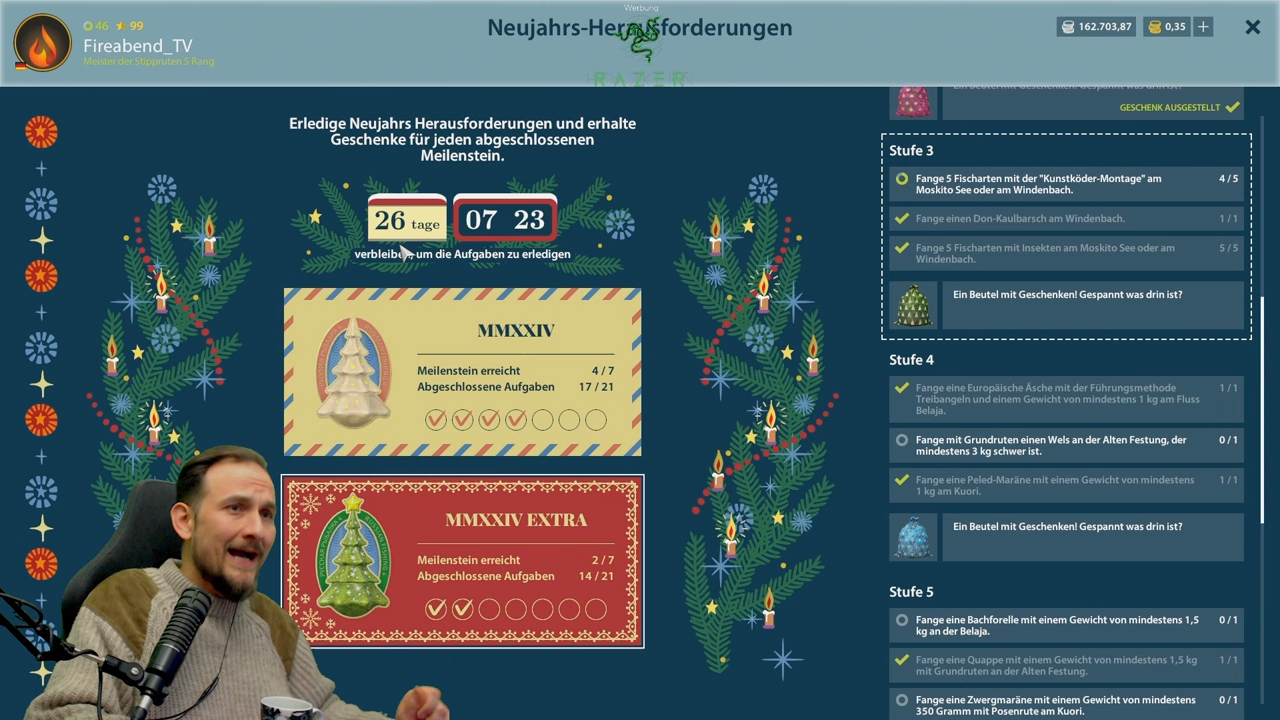 Werbung
46 99
Fireabend_TV
Meister der Stippruten 5 Rang
Neujahrs-Herausforderungen
RAZER
162.703,87
0,35
Erledige Neujahrs Herausforderungen und erhalte
Geschenke für jeden abgeschlossenen
Meilenstein.
26 tage
07 23
verbleiben, um die Aufgaben zu erledigen
MMXXIV
Meilenstein erreicht 4 / 7
Abgeschlossene Aufgaben 17 / 21
MMXXIV EXTRA
Meilenstein erreicht 2 / 7
Abgeschlossene Aufgaben 14 / 21
Ein Beutel mit Geschenken! Gespannt was drin ist?
GESCHENK AUSGESTELLT
Stufe 3
Fange 5 Fischarten mit der "Kunstköder-Montage" am
Moskito See oder am Windenbach.
4 / 5
Fange einen Don-Kaulbarsch am Windenbach.
1 / 1
Fange 5 Fischarten mit Insekten am Moskito See oder am
Windenbach.
5 / 5
Ein Beutel mit Geschenken! Gespannt was drin ist?
Stufe 4
Fange eine Europäische Äsche mit der Führungsmethode
Treibangeln und einem Gewicht von mindestens 1 kg am Fluss
Belaja.
1 / 1
Fange mit Grundruten einen Wels an der Alten Festung, der
mindestens 3 kg schwer ist.
0 / 1
Fange eine Peled-Maräne mit einem Gewicht von mindestens
1 kg am Kuori.
1 / 1
Ein Beutel mit Geschenken! Gespannt was drin ist?
Stufe 5
Fange eine Bachforelle mit einem Gewicht von mindestens 1,5
kg an der Belaja.
0 / 1
Fange eine Quappe mit einem Gewicht von mindestens 1,5 kg
mit Grundruten an der Alten Festung.
1 / 1
Fange eine Zwergmaräne mit einem Gewicht von mindestens
350 Gramm mit Posenrute am Kuori.
0 / 1